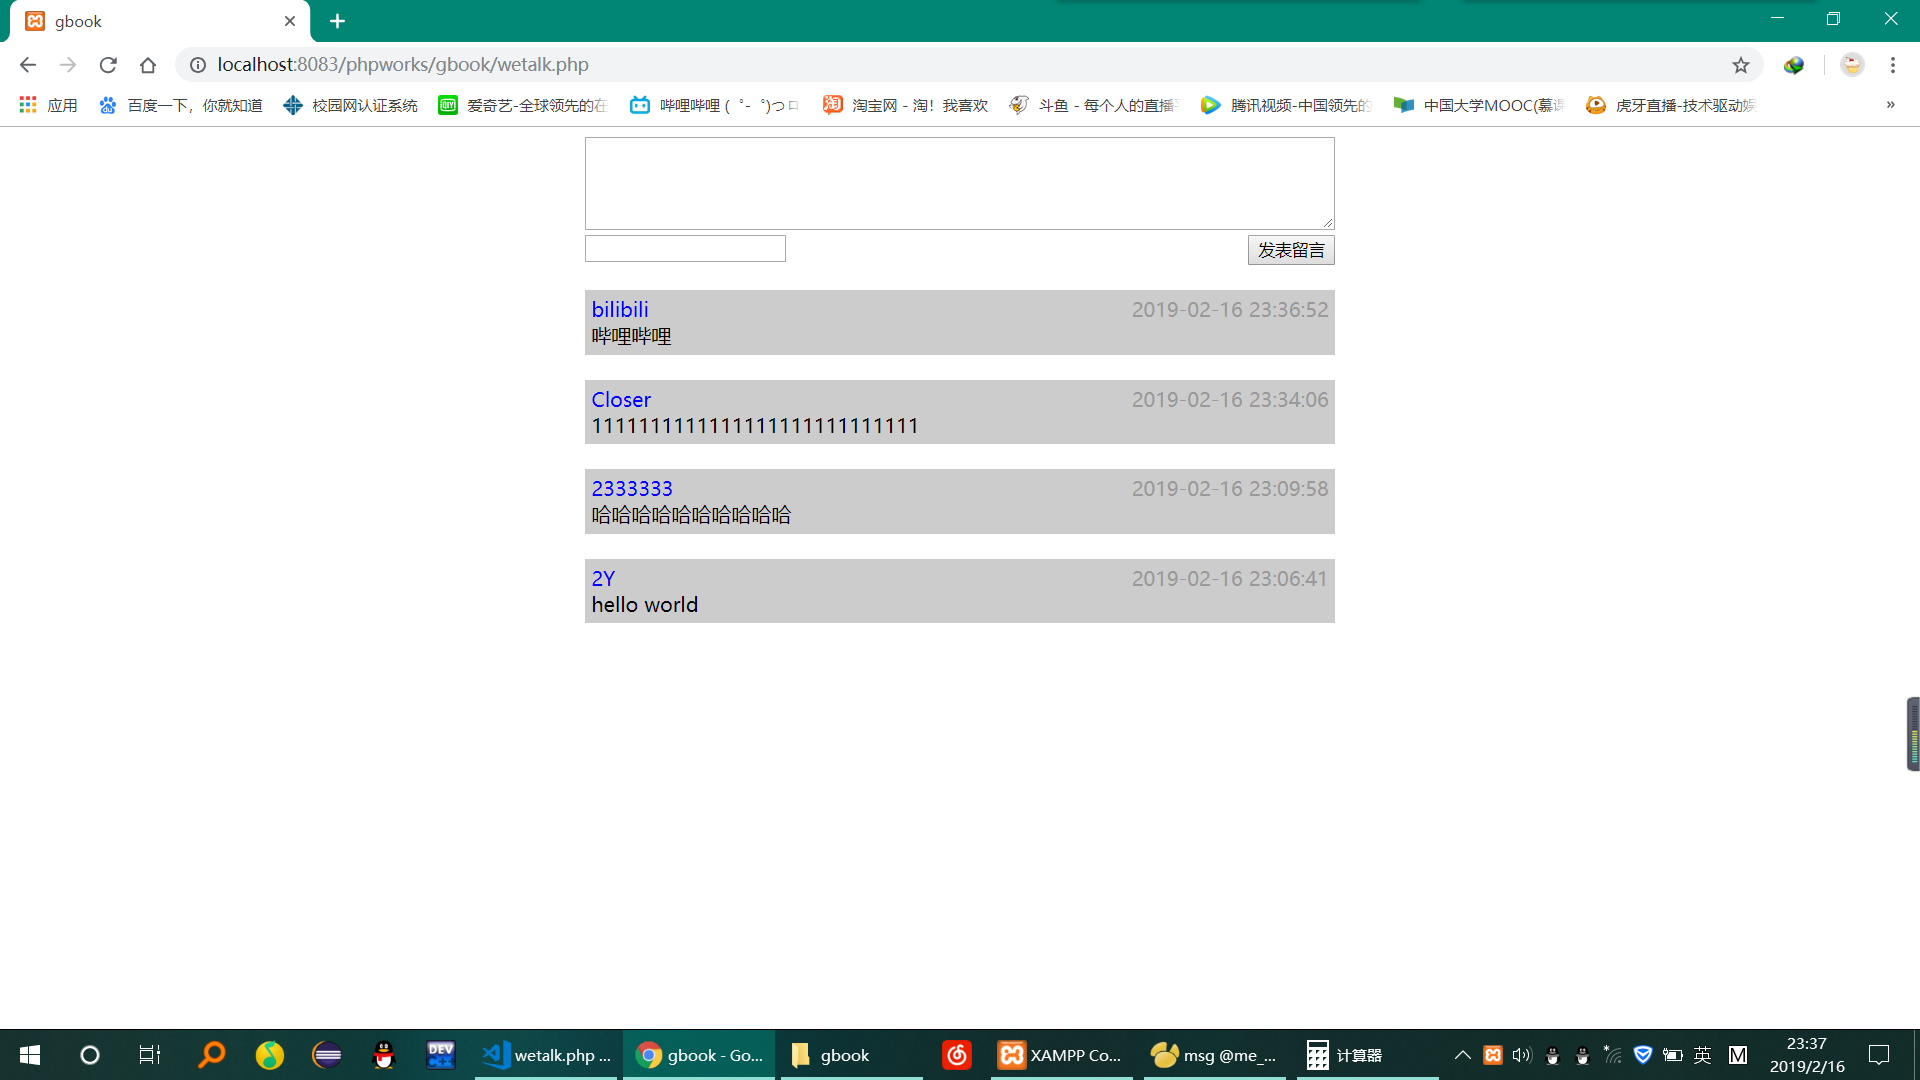 gbook
localhost:8083/phpworks/gbook/wetalk.php
应用
百度一下，你就知道
校园网认证系统
爱奇艺-全球领先的在
哔哩哔哩 ( ゜- ゜)つロ
淘宝网 - 淘！我喜欢
斗鱼 - 每个人的直播
腾讯视频-中国领先的
中国大学MOOC(慕课
虎牙直播-技术驱动娱
»
发表留言
bilibili 2019-02-16 23:36:52
哔哩哔哩
Closer 2019-02-16 23:34:06
1111111111111111111111111111
2333333 2019-02-16 23:09:58
哈哈哈哈哈哈哈哈哈哈
2Y 2019-02-16 23:06:41
hello world
DEV
wetalk.php ...
gbook - Go...
gbook
XAMPP Co...
msg @me_...
计算器
英
M
23:37
2019/2/16